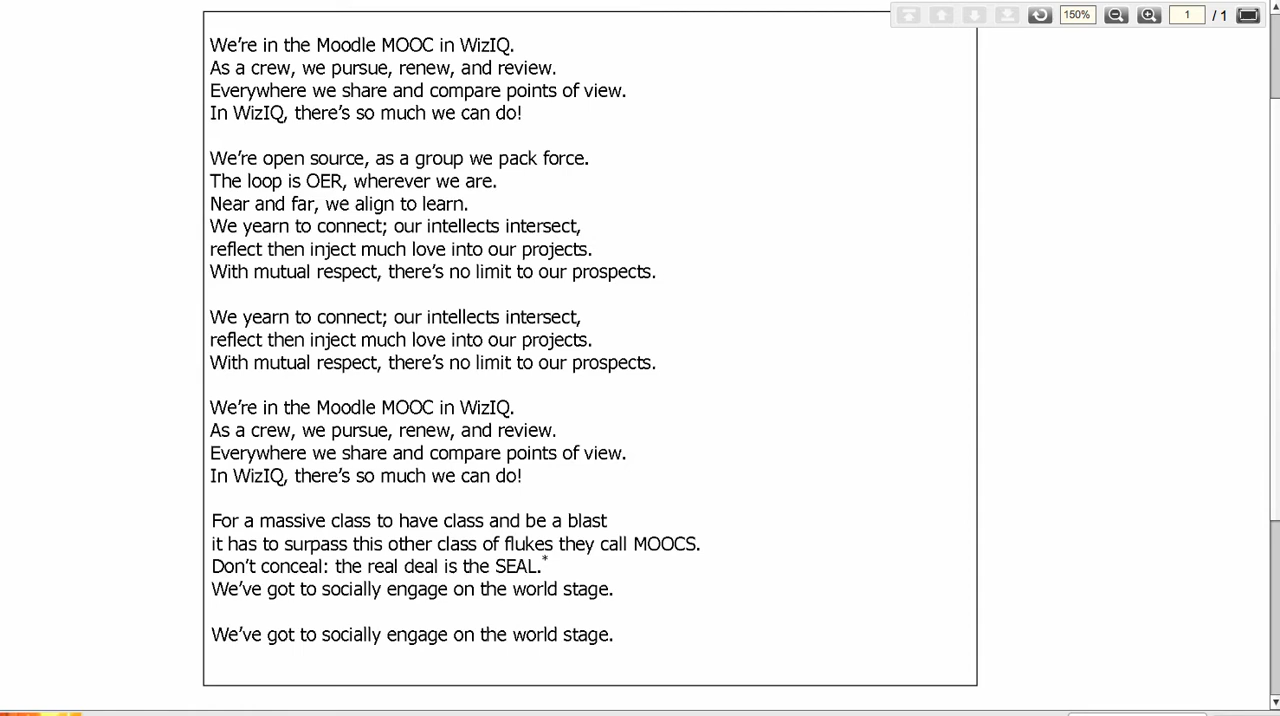 150%
1 / 1
We're in the Moodle MOOC in WizIQ.
As a crew, we pursue, renew, and review.
Everywhere we share and compare points of view.
In WizIQ, there's so much we can do!
We're open source, as a group we pack force.
The loop is OER, wherever we are.
Near and far, we align to learn.
We yearn to connect; our intellects intersect,
reflect then inject much love into our projects.
With mutual respect, there's no limit to our prospects.
We yearn to connect; our intellects intersect,
reflect then inject much love into our projects.
With mutual respect, there's no limit to our prospects.
We're in the Moodle MOOC in WizIQ.
As a crew, we pursue, renew, and review.
Everywhere we share and compare points of view.
In WizIQ, there's so much we can do!
For a massive class to have class and be a blast
it has to surpass this other class of flukes they call MOOCS.
Don't conceal: the real deal is the SEAL.*
We've got to socially engage on the world stage.
We've got to socially engage on the world stage.